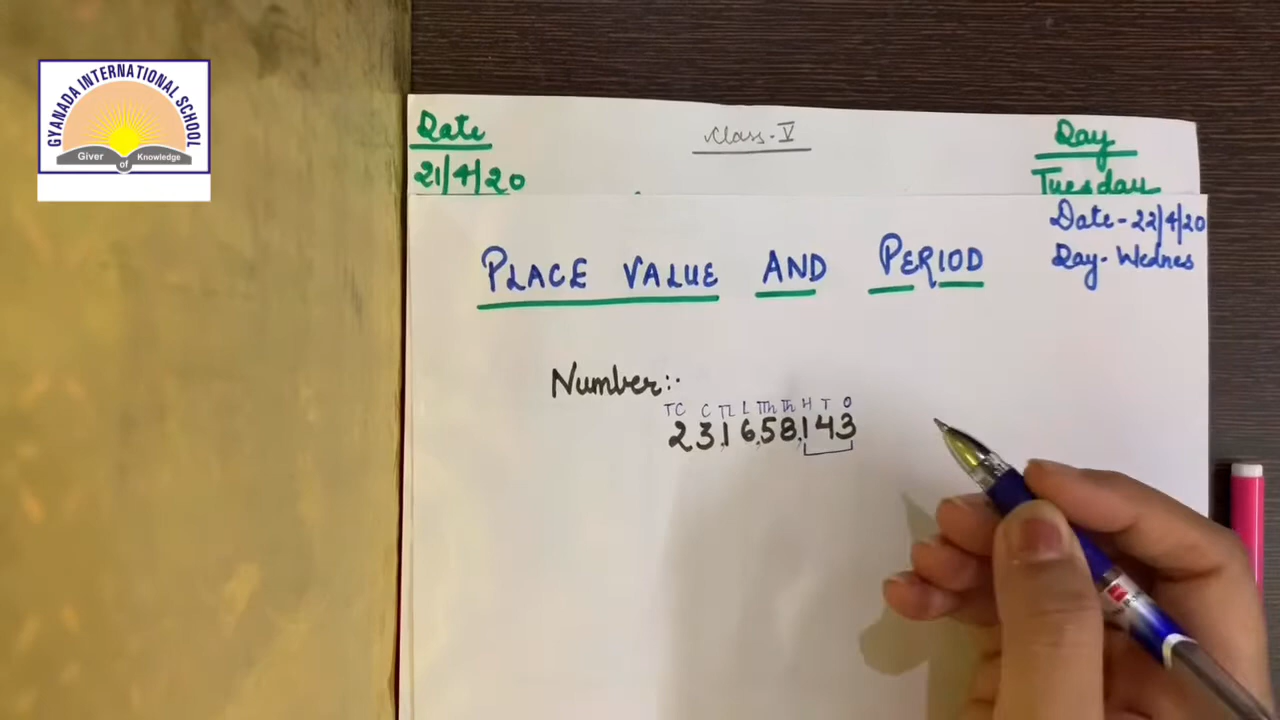 GYANADA INTERNATIONAL SCHOOL
Giver of Knowledge
Date
21/4/20
Class-V
Day
Tuesday
Date-22/4/20
Day-Wednes
PLACE VALUE AND PERIOD
Number:-
TC C TL L TTh Th H T O
23,16,58,143